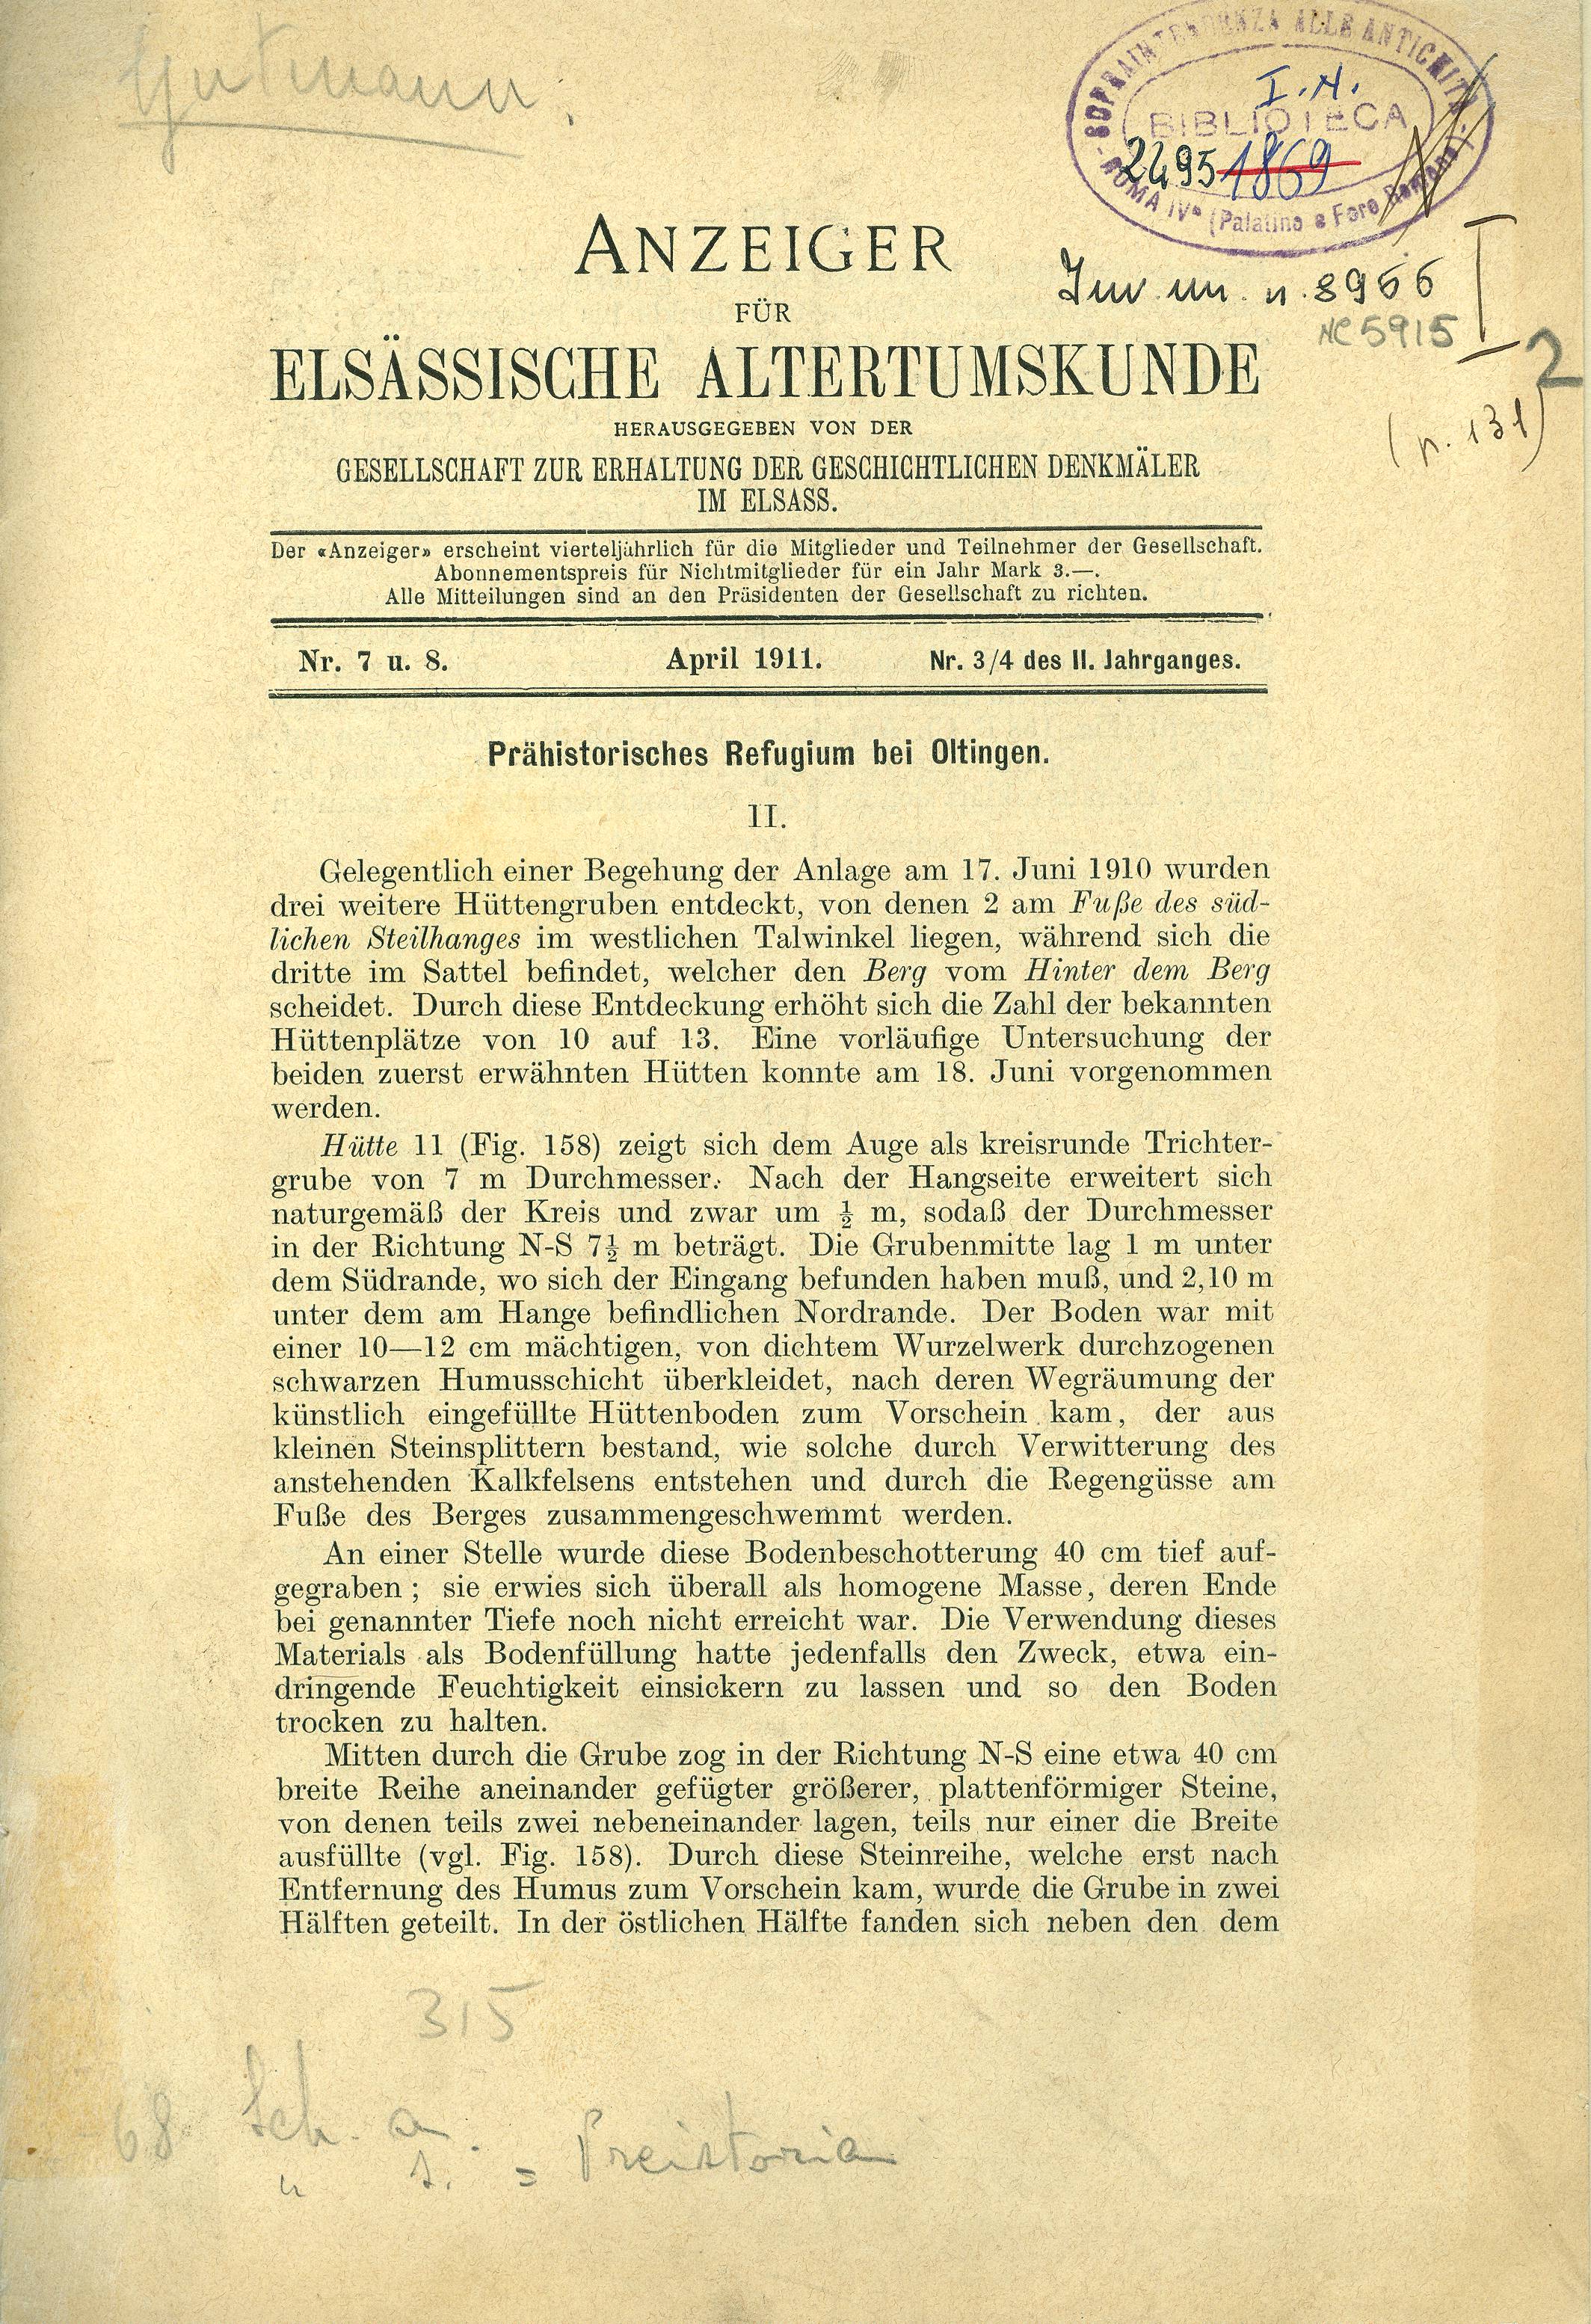 Gutmann.
SOPRAINTENDENZA ALLE ANTICHITÀ
I.N.
BIBLIOTECA
2495 1869
ROMA IVª (Palatino e Foro Romano)
ANZEIGER
Inv. un. n. 8966
I
FÜR
NC 5915
2
ELSÄSSISCHE ALTERTUMSKUNDE
(p. 131)
HERAUSGEGEBEN VON DER
GESELLSCHAFT ZUR ERHALTUNG DER GESCHICHTLICHEN DENKMÄLER
IM ELSASS.
Der «Anzeiger» erscheint vierteljährlich für die Mitglieder und Teilnehmer der Gesellschaft.
Abonnementspreis für Nichtmitglieder für ein Jahr Mark 3.—.
Alle Mitteilungen sind an den Präsidenten der Gesellschaft zu richten.
Nr. 7 u. 8. April 1911. Nr. 3/4 des II. Jahrganges.
Prähistorisches Refugium bei Oltingen.
II.
Gelegentlich einer Begehung der Anlage am 17. Juni 1910 wurden
drei weitere Hüttengruben entdeckt, von denen 2 am Fuße des süd-
lichen Steilhanges im westlichen Talwinkel liegen, während sich die
dritte im Sattel befindet, welcher den Berg vom Hinter dem Berg
scheidet. Durch diese Entdeckung erhöht sich die Zahl der bekannten
Hüttenplätze von 10 auf 13. Eine vorläufige Untersuchung der
beiden zuerst erwähnten Hütten konnte am 18. Juni vorgenommen
werden.
Hütte 11 (Fig. 158) zeigt sich dem Auge als kreisrunde Trichter-
grube von 7 m Durchmesser. Nach der Hangseite erweitert sich
naturgemäß der Kreis und zwar um ½ m, sodaß der Durchmesser
in der Richtung N-S 7½ m beträgt. Die Grubenmitte lag 1 m unter
dem Südrande, wo sich der Eingang befunden haben muß, und 2,10 m
unter dem am Hange befindlichen Nordrande. Der Boden war mit
einer 10—12 cm mächtigen, von dichtem Wurzelwerk durchzogenen
schwarzen Humusschicht überkleidet, nach deren Wegräumung der
künstlich eingefüllte Hüttenboden zum Vorschein kam, der aus
kleinen Steinsplittern bestand, wie solche durch Verwitterung des
anstehenden Kalkfelsens entstehen und durch die Regengüsse am
Fuße des Berges zusammengeschwemmt werden.
An einer Stelle wurde diese Bodenbeschotterung 40 cm tief auf-
gegraben; sie erwies sich überall als homogene Masse, deren Ende
bei genannter Tiefe noch nicht erreicht war. Die Verwendung dieses
Materials als Bodenfüllung hatte jedenfalls den Zweck, etwa ein-
dringende Feuchtigkeit einsickern zu lassen und so den Boden
trocken zu halten.
Mitten durch die Grube zog in der Richtung N-S eine etwa 40 cm
breite Reihe aneinander gefügter größerer, plattenförmiger Steine,
von denen teils zwei nebeneinander lagen, teils nur einer die Breite
ausfüllte (vgl. Fig. 158). Durch diese Steinreihe, welche erst nach
Entfernung des Humus zum Vorschein kam, wurde die Grube in zwei
Hälften geteilt. In der östlichen Hälfte fanden sich neben den dem
315
68 Sch. a.
" s. = Preistoria